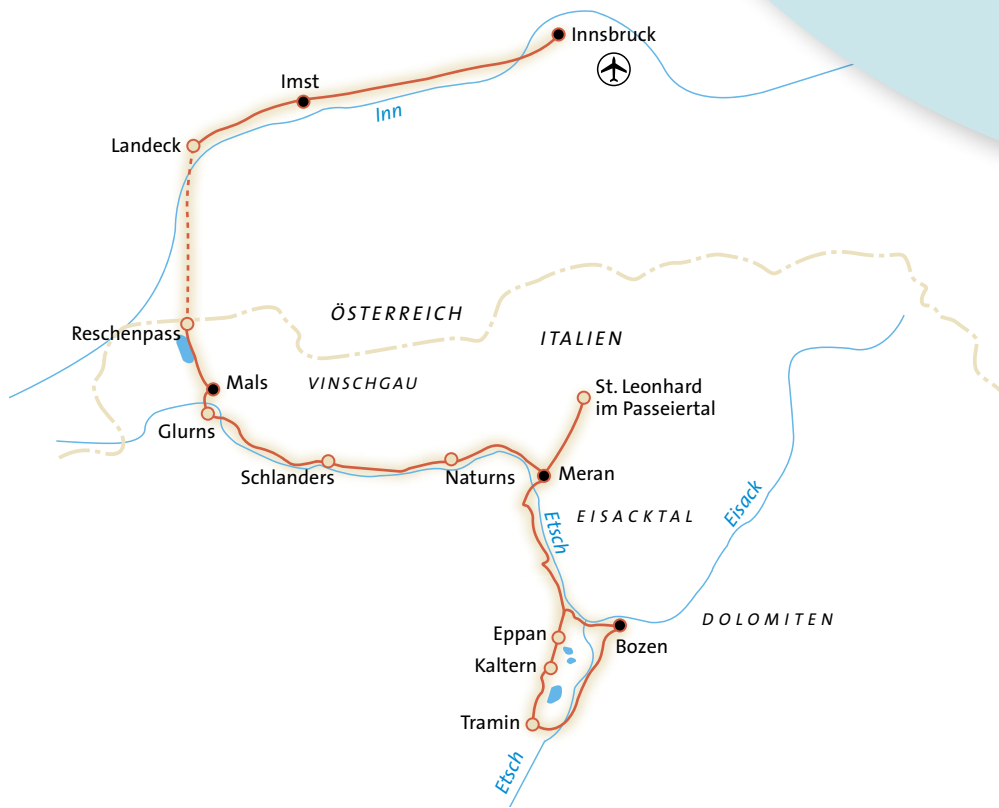 Innsbruck
Imst
Inn
Landeck
ÖSTERREICH
Reschenpass
ITALIEN
Mals
VINSCHGAU
St. Leonhard
im Passeiertal
Glurns
Schlanders
Naturns
Meran
Etsch
EISACKTAL
Eisack
DOLOMITEN
Eppan
Bozen
Kaltern
Tramin
Etsch